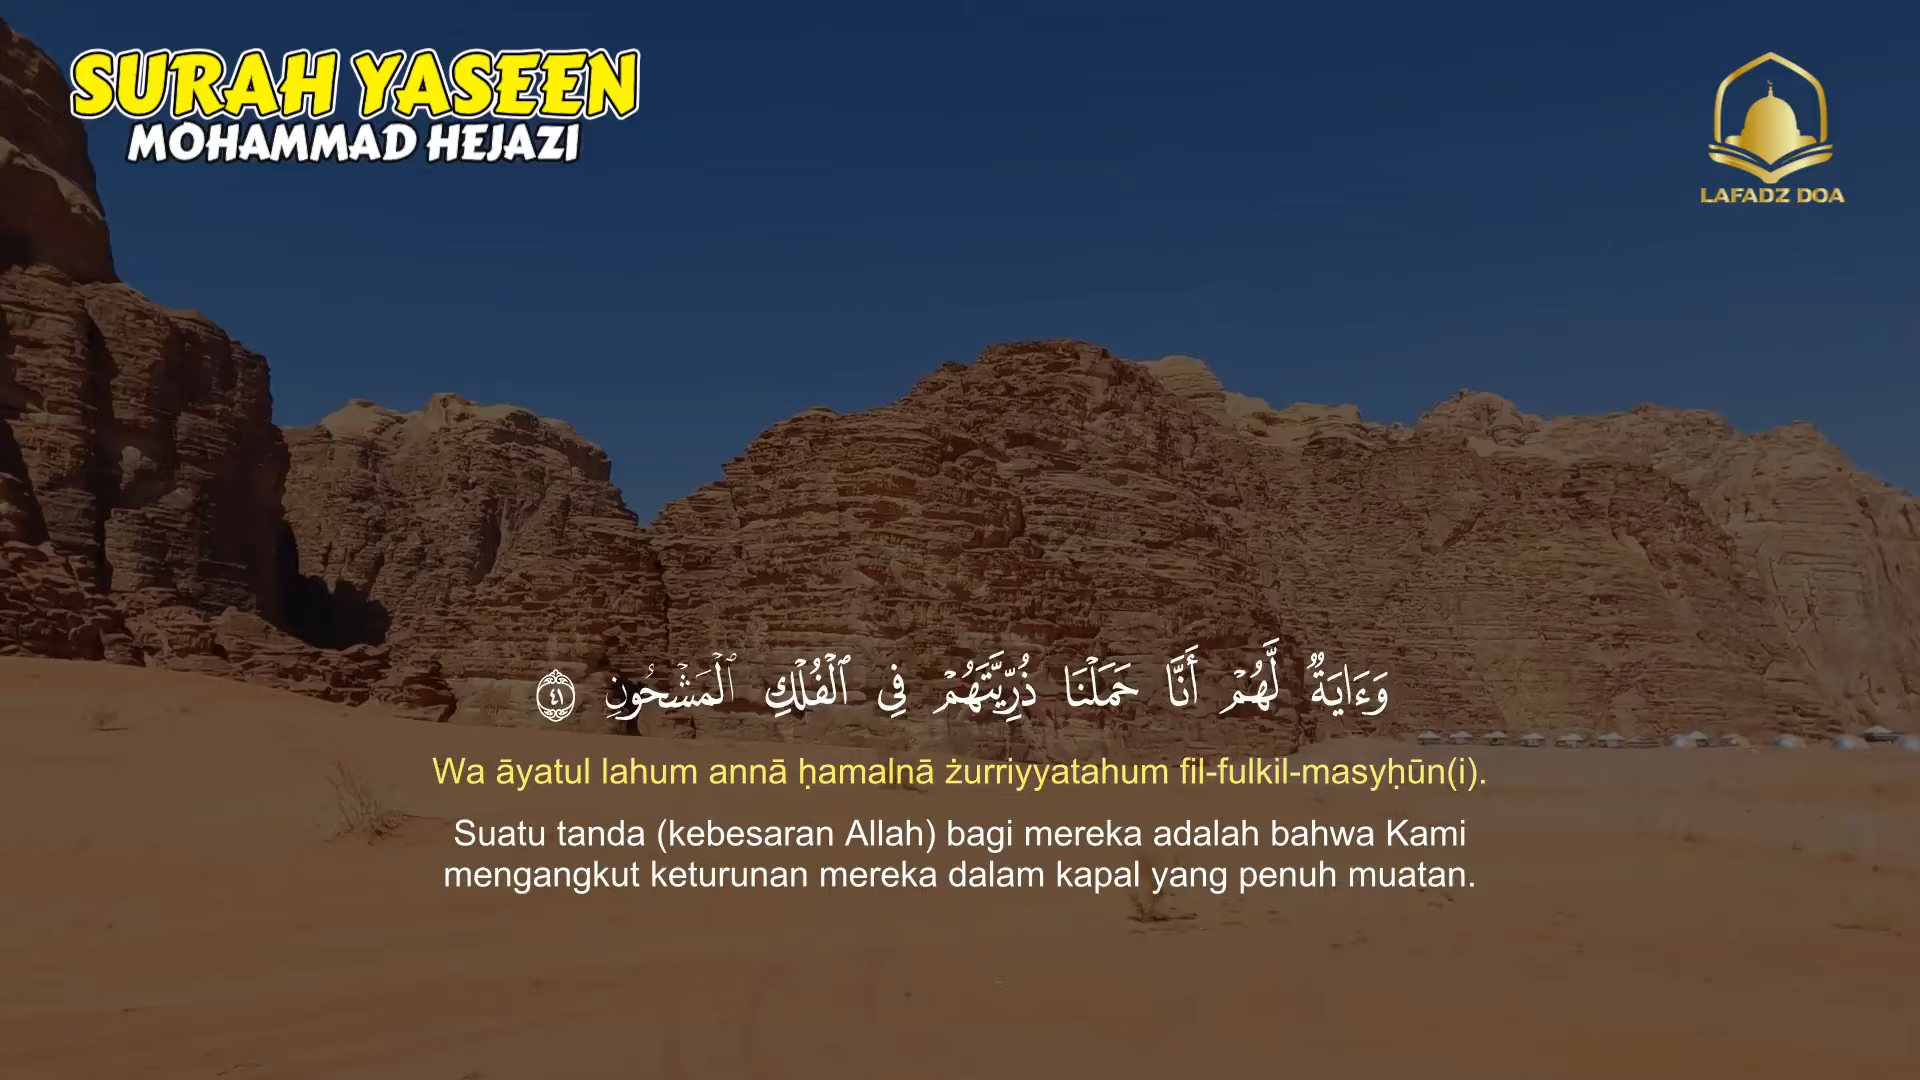 SURAH YASEEN
MOHAMMAD HEJAZI
LAFADZ DOA
وَءَايَةٌ لَّهُمْ أَنَّا حَمَلْنَا ذُرِّيَّتَهُمْ فِى ٱلْفُلْكِ ٱلْمَشْحُونِ ٤١
Wa āyatul lahum annā ḥamalnā żurriyyatahum fil-fulkil-masyḥūn(i).
Suatu tanda (kebesaran Allah) bagi mereka adalah bahwa Kami
mengangkut keturunan mereka dalam kapal yang penuh muatan.